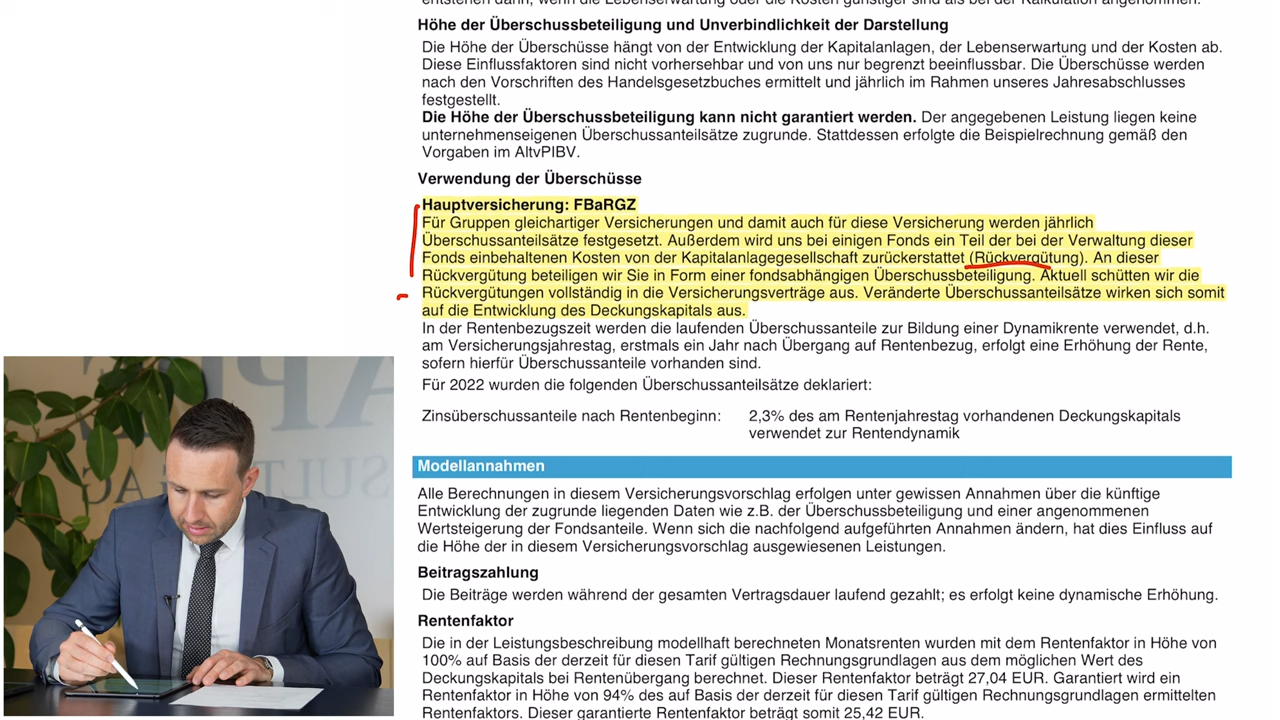 entstehen dann, wenn die Lebenserwartung oder die Kosten günstiger sind als bei der Kalkulation angenommen.
Höhe der Überschussbeteiligung und Unverbindlichkeit der Darstellung
Die Höhe der Überschüsse hängt von der Entwicklung der Kapitalanlagen, der Lebenserwartung und der Kosten ab.
Diese Einflussfaktoren sind nicht vorhersehbar und von uns nur begrenzt beeinflussbar. Die Überschüsse werden
nach den Vorschriften des Handelsgesetzbuches ermittelt und jährlich im Rahmen unseres Jahresabschlusses
festgestellt.
Die Höhe der Überschussbeteiligung kann nicht garantiert werden. Der angegebenen Leistung liegen keine
unternehmenseigenen Überschussanteilsätze zugrunde. Stattdessen erfolgte die Beispielrechnung gemäß den
Vorgaben im AltvPIBV.
Verwendung der Überschüsse
Hauptversicherung: FBaRGZ
Für Gruppen gleichartiger Versicherungen und damit auch für diese Versicherung werden jährlich
Überschussanteilsätze festgesetzt. Außerdem wird uns bei einigen Fonds ein Teil der bei der Verwaltung dieser
Fonds einbehaltenen Kosten von der Kapitalanlagegesellschaft zurückerstattet (Rückvergütung). An dieser
Rückvergütung beteiligen wir Sie in Form einer fondsabhängigen Überschussbeteiligung. Aktuell schütten wir die
Rückvergütungen vollständig in die Versicherungsverträge aus. Veränderte Überschussanteilsätze wirken sich somit
auf die Entwicklung des Deckungskapitals aus.
In der Rentenbezugszeit werden die laufenden Überschussanteile zur Bildung einer Dynamikrente verwendet, d.h.
am Versicherungsjahrestag, erstmals ein Jahr nach Übergang auf Rentenbezug, erfolgt eine Erhöhung der Rente,
sofern hierfür Überschussanteile vorhanden sind.
Für 2022 wurden die folgenden Überschussanteilsätze deklariert:
Zinsüberschussanteile nach Rentenbeginn: 2,3% des am Rentenjahrestag vorhandenen Deckungskapitals
verwendet zur Rentendynamik
Modellannahmen
Alle Berechnungen in diesem Versicherungsvorschlag erfolgen unter gewissen Annahmen über die künftige
Entwicklung der zugrunde liegenden Daten wie z.B. der Überschussbeteiligung und einer angenommenen
Wertsteigerung der Fondsanteile. Wenn sich die nachfolgend aufgeführten Annahmen ändern, hat dies Einfluss auf
die Höhe der in diesem Versicherungsvorschlag ausgewiesenen Leistungen.
Beitragszahlung
Die Beiträge werden während der gesamten Vertragsdauer laufend gezahlt; es erfolgt keine dynamische Erhöhung.
Rentenfaktor
Die in der Leistungsbeschreibung modellhaft berechneten Monatsrenten wurden mit dem Rentenfaktor in Höhe von
100% auf Basis der derzeit für diesen Tarif gültigen Rechnungsgrundlagen aus dem möglichen Wert des
Deckungskapitals bei Rentenübergang berechnet. Dieser Rentenfaktor beträgt 27,04 EUR. Garantiert wird ein
Rentenfaktor in Höhe von 94% des auf Basis der derzeit für diesen Tarif gültigen Rechnungsgrundlagen ermittelten
Rentenfaktors. Dieser garantierte Rentenfaktor beträgt somit 25,42 EUR.